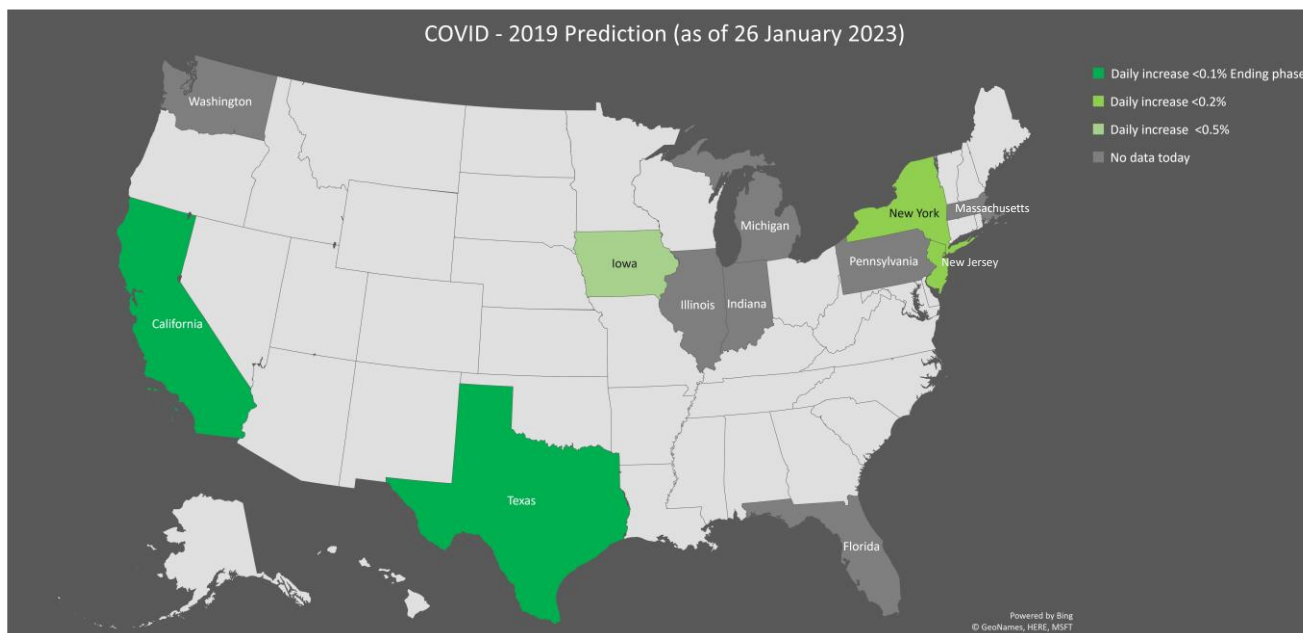 COVID - 2019 Prediction (as of 26 January 2023)
Daily increase <0.1% Ending phase
Daily increase <0.2%
Daily increase <0.5%
No data today
Washington
Massachusetts
New York
Michigan
Pennsylvania
New Jersey
Iowa
Illinois
Indiana
California
Texas
Florida
Powered by Bing
© GeoNames, HERE, MSFT